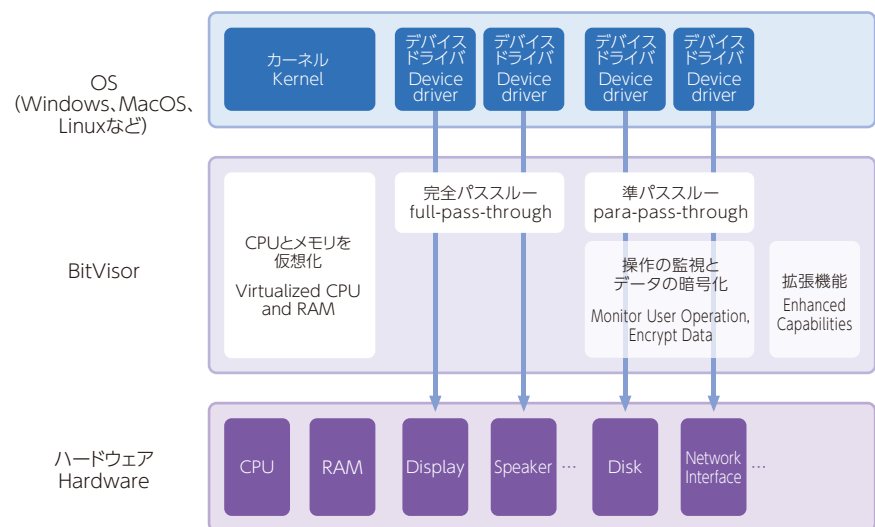 OS
(Windows、MacOS、
Linuxなど)
カーネル
Kernel
デバイス
ドライバ
Device
driver
デバイス
ドライバ
Device
driver
デバイス
ドライバ
Device
driver
デバイス
ドライバ
Device
driver
BitVisor
CPUとメモリを
仮想化
Virtualized CPU
and RAM
完全パススルー
full-pass-through
準パススルー
para-pass-through
操作の監視と
データの暗号化
Monitor User Operation,
Encrypt Data
拡張機能
Enhanced
Capabilities
ハードウェア
Hardware
CPU
RAM
Display
Speaker
…
Disk
Network
Interface
…